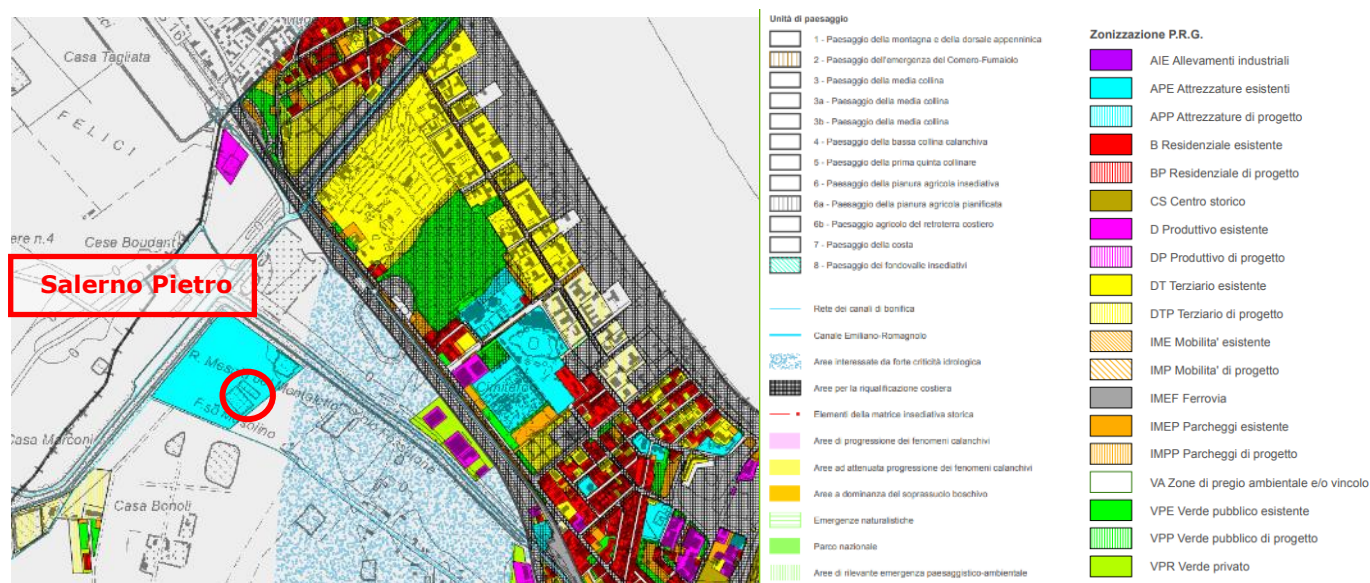 Casa Tagliata
FELICI
ere n.4
Case Boudant
Salerno Pietro
Cimitero
Casa Marconi
Casa Bonoli
Unità di paesaggio
1 - Paesaggio della montagna e della dorsale appenninica
2 - Paesaggio dell'emergenza del Comero-Fumaiolo
3 - Paesaggio della media collina
3a - Paesaggio della media collina
3b - Paesaggio della media collina
4 - Paesaggio della bassa collina calanchiva
5 - Paesaggio della prima quinta collinare
6 - Paesaggio della pianura agricola insediativa
6a - Paesaggio della pianura agricola pianificata
6b - Paesaggio agricolo del retroterra costiero
7 - Paesaggio della costa
8 - Paesaggio dei fondovalle insediativi
Rete dei canali di bonifica
Canale Emiliano-Romagnolo
Aree interessate da forte criticità idrologica
Aree per la riqualificazione costiera
Elementi della matrice insediativa storica
Aree di progressione dei fenomeni calanchivi
Aree ad attenuata progressione dei fenomeni calanchivi
Aree a dominanza del soprassuolo boschivo
Emergenze naturalistiche
Parco nazionale
Aree di rilevante emergenza paesaggistico-ambientale
Zonizzazione P.R.G.
AIE Allevamenti industriali
APE Attrezzature esistenti
APP Attrezzature di progetto
B Residenziale esistente
BP Residenziale di progetto
CS Centro storico
D Produttivo esistente
DP Produttivo di progetto
DT Terziario esistente
DTP Terziario di progetto
IME Mobilita' esistente
IMP Mobilita' di progetto
IMEF Ferrovia
IMEP Parcheggi esistente
IMPP Parcheggi di progetto
VA Zone di pregio ambientale e/o vincolo
VPE Verde pubblico esistente
VPP Verde pubblico di progetto
VPR Verde privato